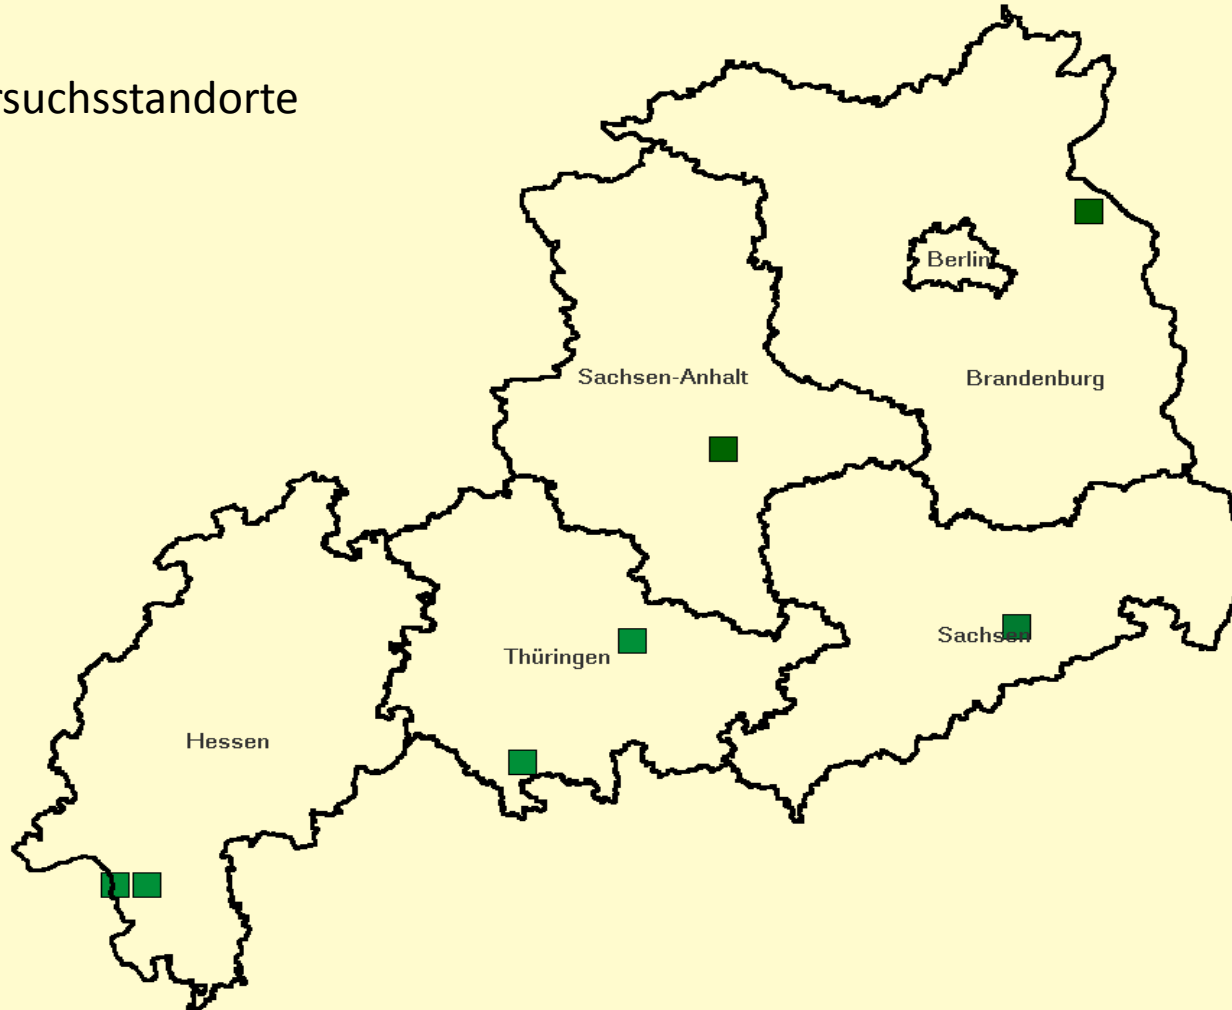 rsuchsstandorte
Berlin
Sachsen-Anhalt
Brandenburg
Sachsen
Thüringen
Hessen